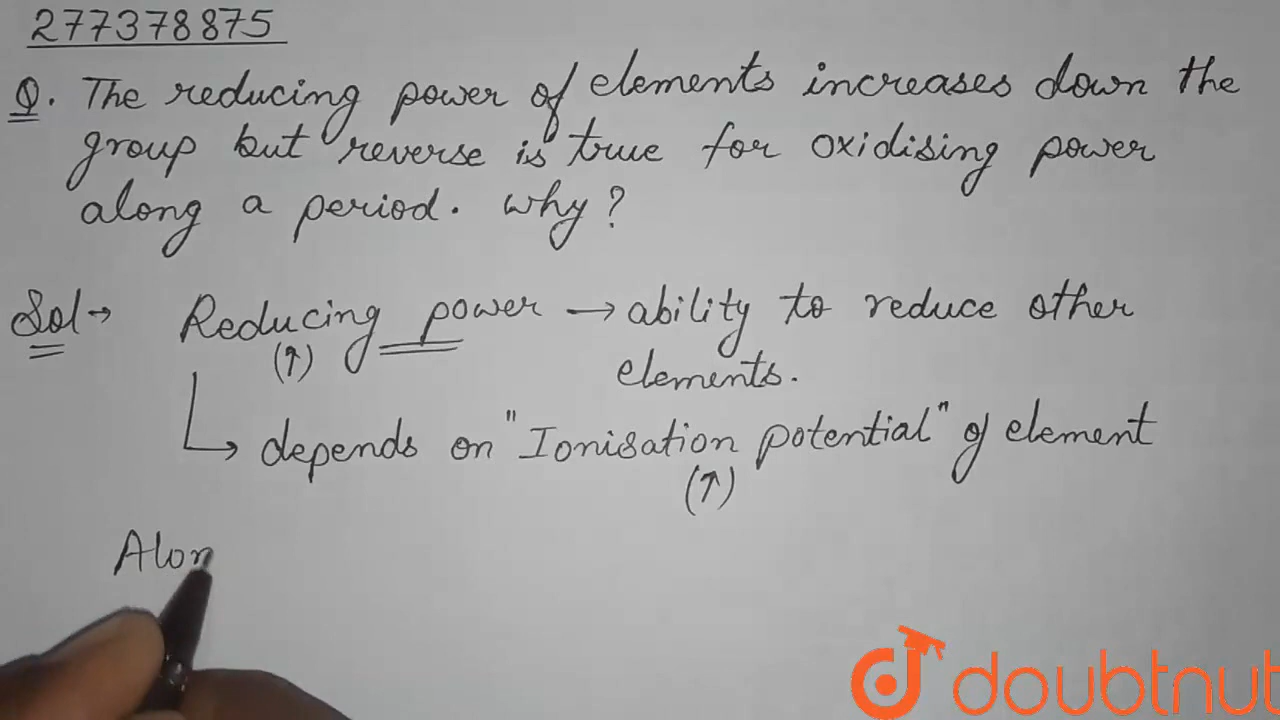 277378875
Q. The reducing power of elements increases down the
group but reverse is true for oxidising power
along a period. Why?
Sol→ Reducing power → ability to reduce other
(↑) elements.
↳ depends on "Ionisation potential" of element
(↑)
Alon
doubtnut